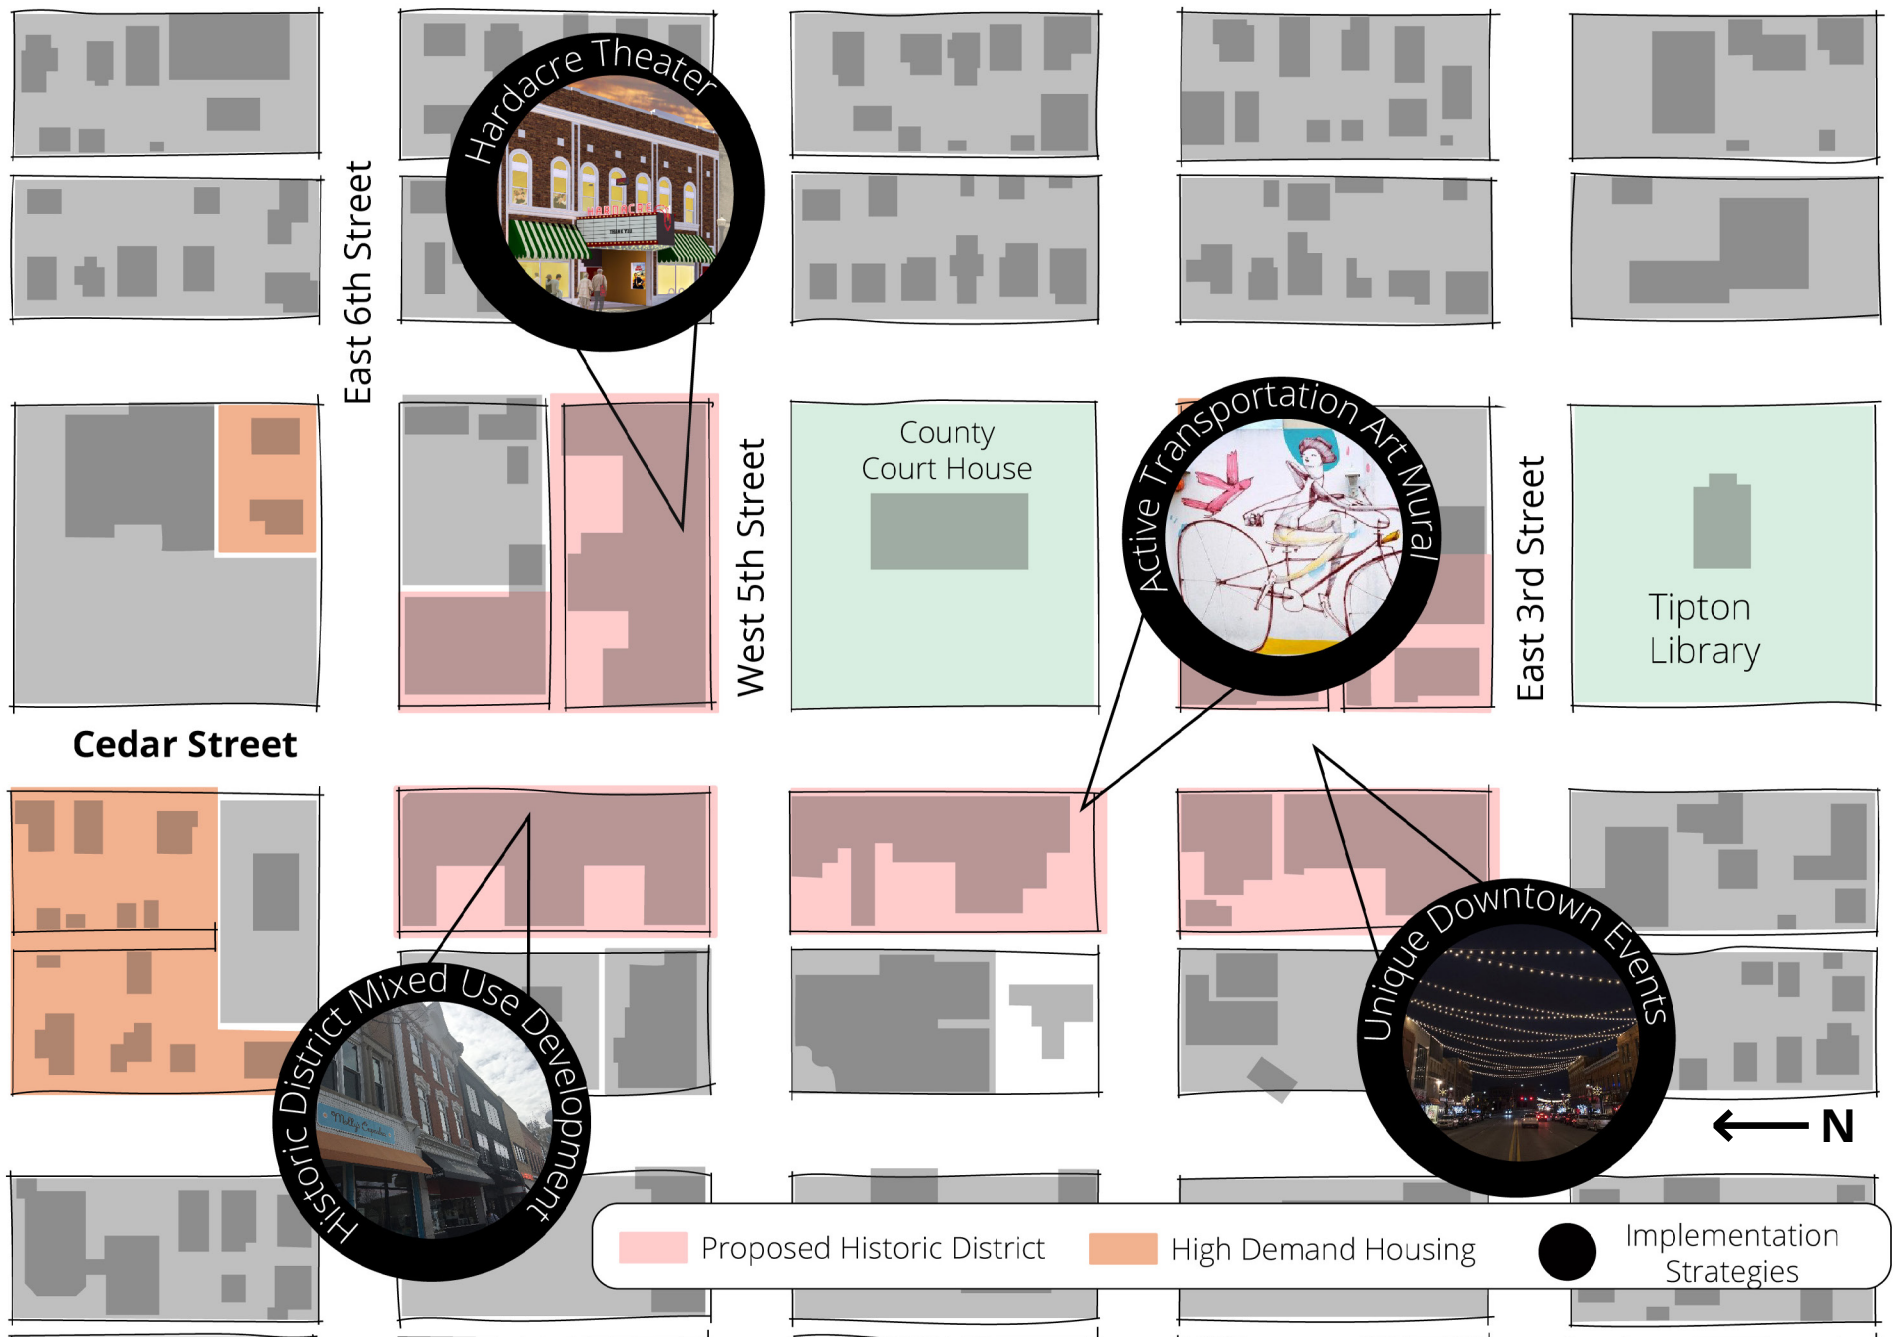 Hardacre Theater
THANK YOU
East 6th Street
West 5th Street
County
Court House
Active Transportation Art Mural
East 3rd Street
Tipton
Library
Cedar Street
Historic District Mixed Use Development
Unique Downtown Events
N
Proposed Historic District
High Demand Housing
Implementation
Strategies